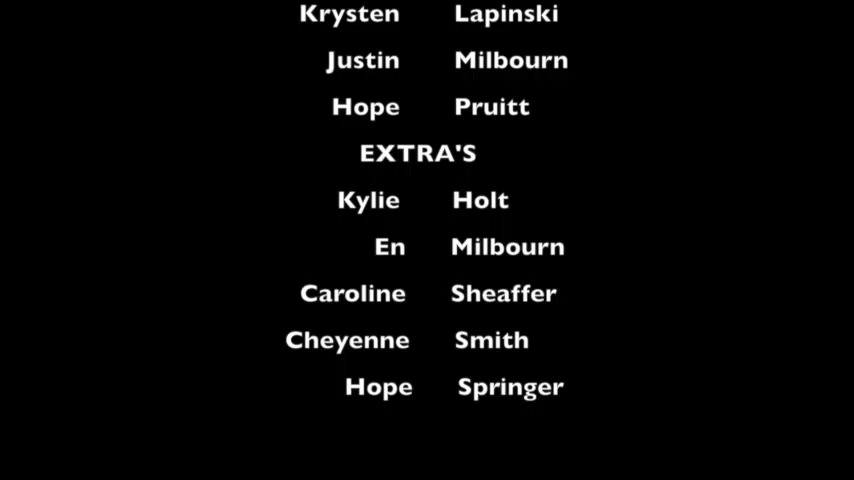 Krysten Lapinski
Justin Milbourn
Hope Pruitt
EXTRA'S
Kylie Holt
En Milbourn
Caroline Sheaffer
Cheyenne Smith
Hope Springer